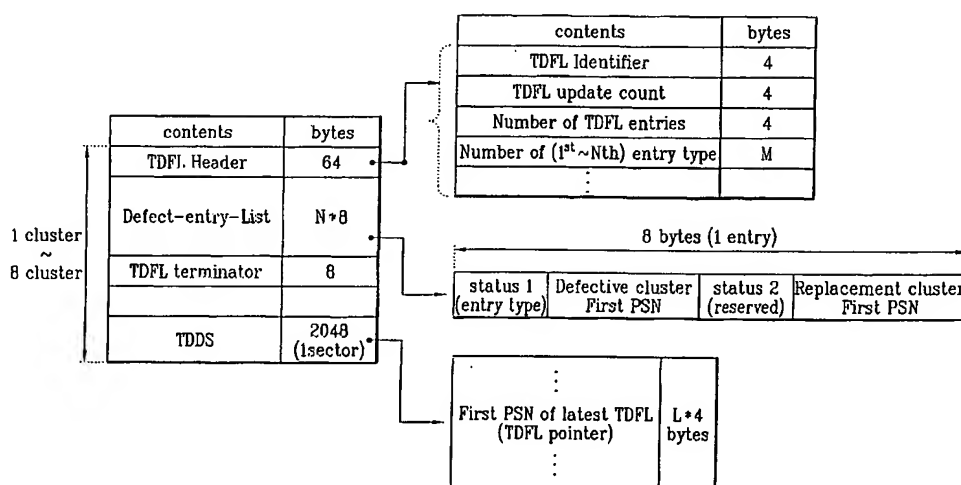 contents bytes
TDFL Identifier 4
TDFL update count 4
Number of TDFL entries 4
Number of (1st~Nth) entry type M
⋮
contents bytes
TDFL Header 64
Defect-entry-List N*8
TDFL terminator 8
TDDS 2048
(1sector)
1 cluster
~
8 cluster
8 bytes (1 entry)
status 1
(entry type)
Defective cluster
First PSN
status 2
(reserved)
Replacement cluster
First PSN
⋮
First PSN of latest TDFL
(TDFL pointer)
⋮
L*4
bytes